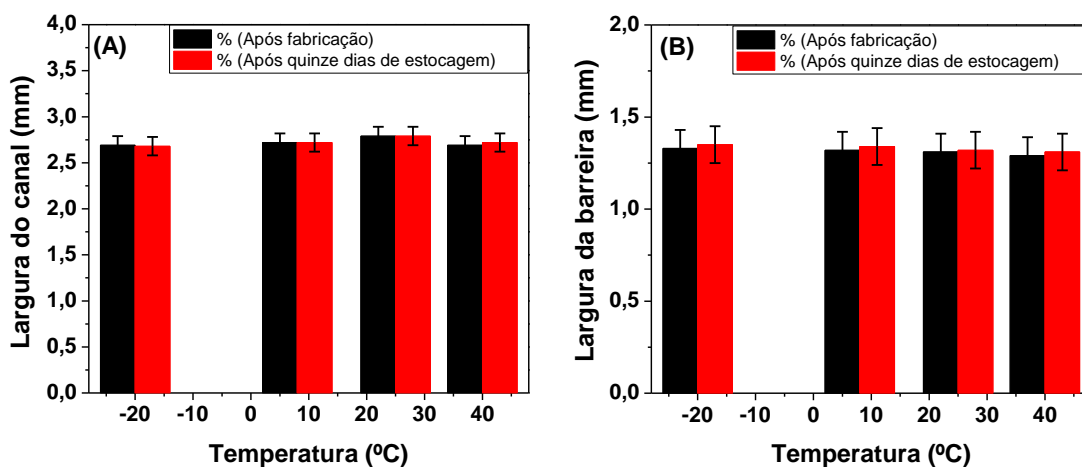 (A)
% (Após fabricação)
% (Após quinze dias de estocagem)
Largura do canal (mm)
4,0
3,5
3,0
2,5
2,0
1,5
1,0
0,5
0,0
-20 -10 0 10 20 30 40
Temperatura (ºC)
(B)
% (Após fabricação)
% (Após quinze dias de estocagem)
Largura da barreira (mm)
2,0
1,5
1,0
0,5
0,0
-20 -10 0 10 20 30 40
Temperatura (ºC)